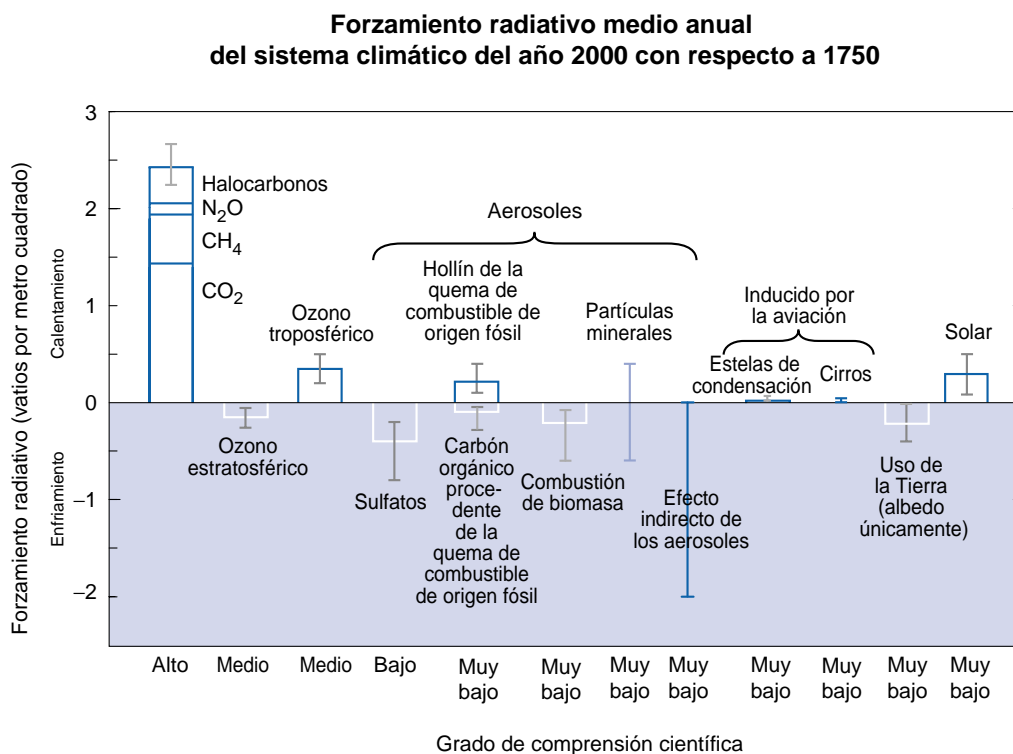 Forzamiento radiativo medio anual
del sistema climático del año 2000 con respecto a 1750
Forzamiento radiativo (vatios por metro cuadrado)
Calentamiento
Enfriamiento
3
2
1
0
–1
–2
Halocarbonos
N2O
CH4
CO2
Ozono
estratosférico
Ozono
troposférico
Aerosoles
Sulfatos
Hollín de la
quema de
combustible de
origen fósil
Carbón
orgánico
proce-
dente
de la
quema de
combustible
de origen fósil
Combustión
de biomasa
Partículas
minerales
Efecto
indirecto de
los aerosoles
Inducido por
la aviación
Estelas de
condensación
Cirros
Uso de
la Tierra
(albedo
únicamente)
Solar
Alto
Medio
Medio
Bajo
Muy
bajo
Muy
bajo
Muy
bajo
Muy
bajo
Muy
bajo
Muy
bajo
Muy
bajo
Muy
bajo
Grado de comprensión científica